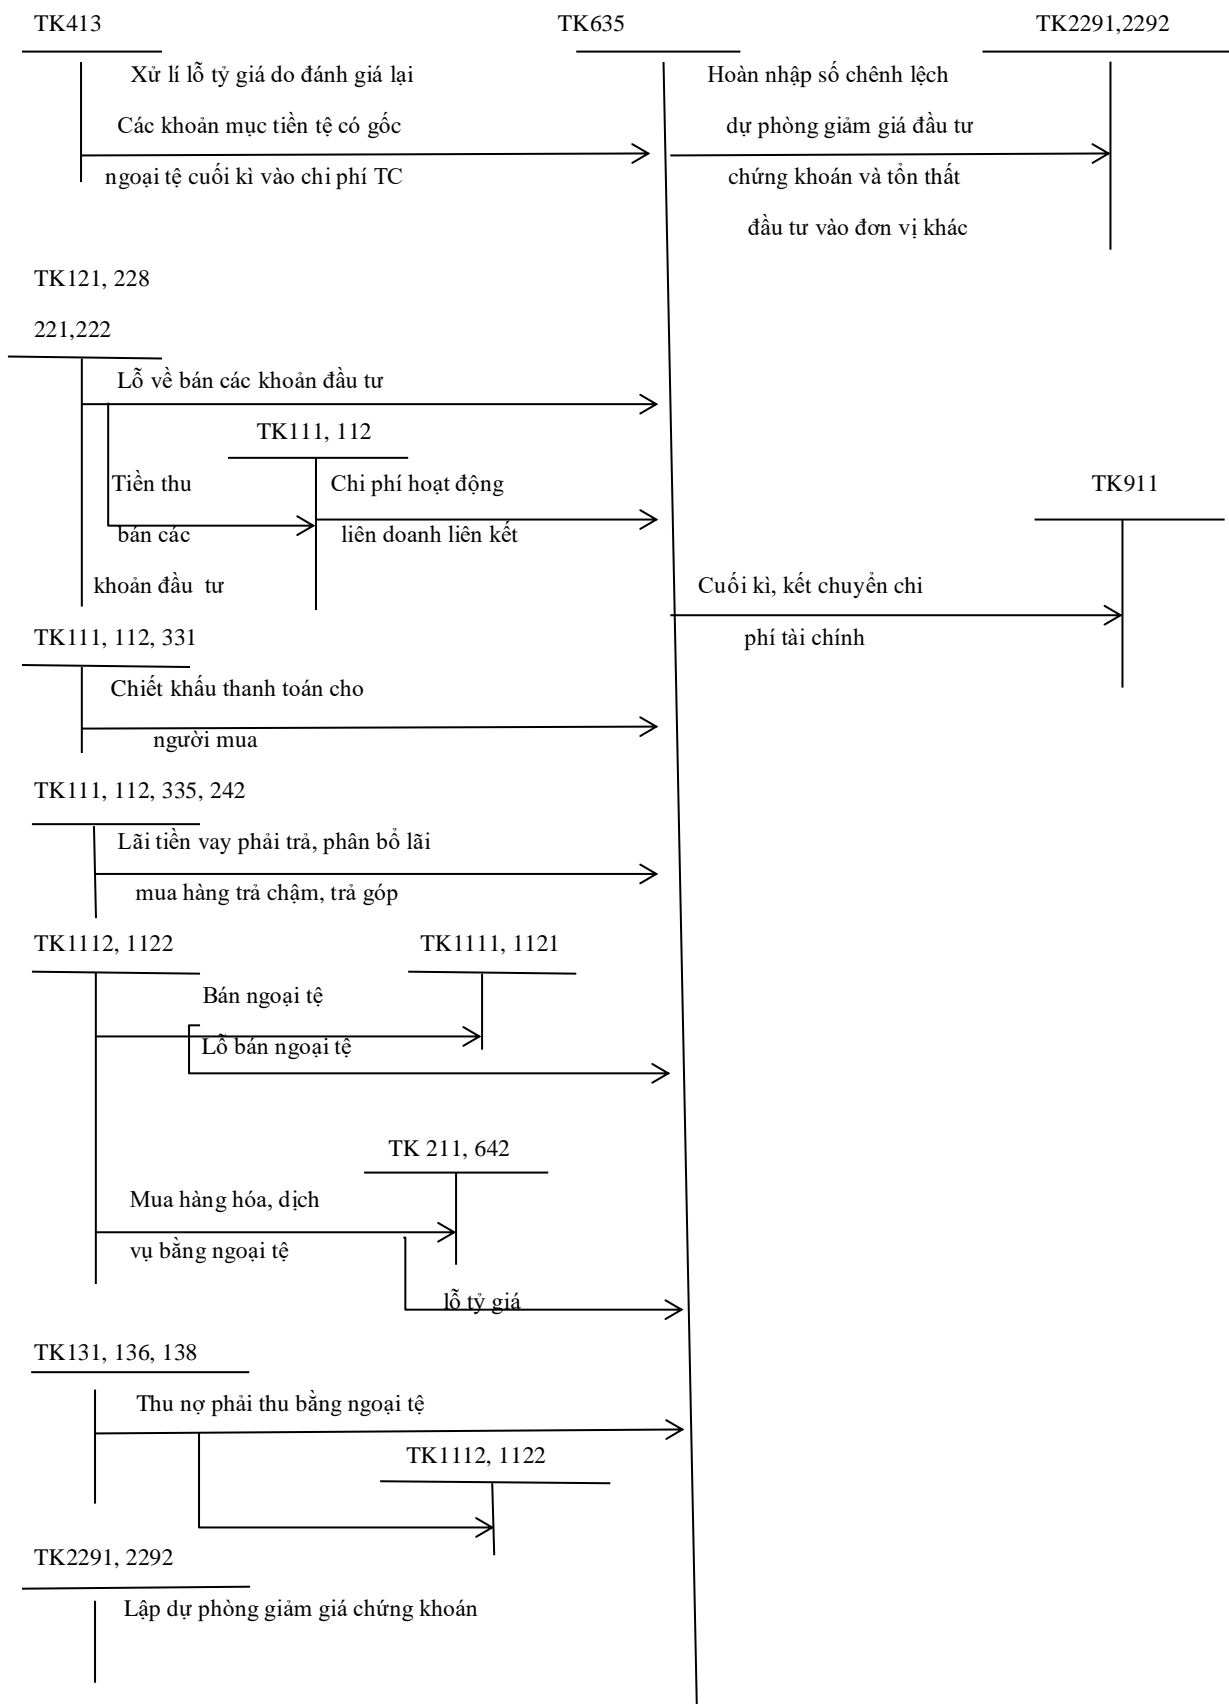 TK413 TK635 TK2291,2292
Xử lí lỗ tỷ giá do đánh giá lại Hoàn nhập số chênh lệch
Các khoản mục tiền tệ có gốc dự phòng giảm giá đầu tư
ngoại tệ cuối kì vào chi phí TC chứng khoán và tổn thất
đầu tư vào đơn vị khác
TK121, 228
221,222
Lỗ về bán các khoản đầu tư
TK111, 112
Tiền thu Chi phí hoạt động TK911
bán các liên doanh liên kết
khoản đầu tư Cuối kì, kết chuyển chi
TK111, 112, 331 phí tài chính
Chiết khấu thanh toán cho
người mua
TK111, 112, 335, 242
Lãi tiền vay phải trả, phân bổ lãi
mua hàng trả chậm, trả góp
TK1112, 1122 TK1111, 1121
Bán ngoại tệ
Lỗ bán ngoại tệ
TK 211, 642
Mua hàng hóa, dịch
vụ bằng ngoại tệ
lỗ tỷ giá
TK131, 136, 138
Thu nợ phải thu bằng ngoại tệ
TK1112, 1122
TK2291, 2292
Lập dự phòng giảm giá chứng khoán